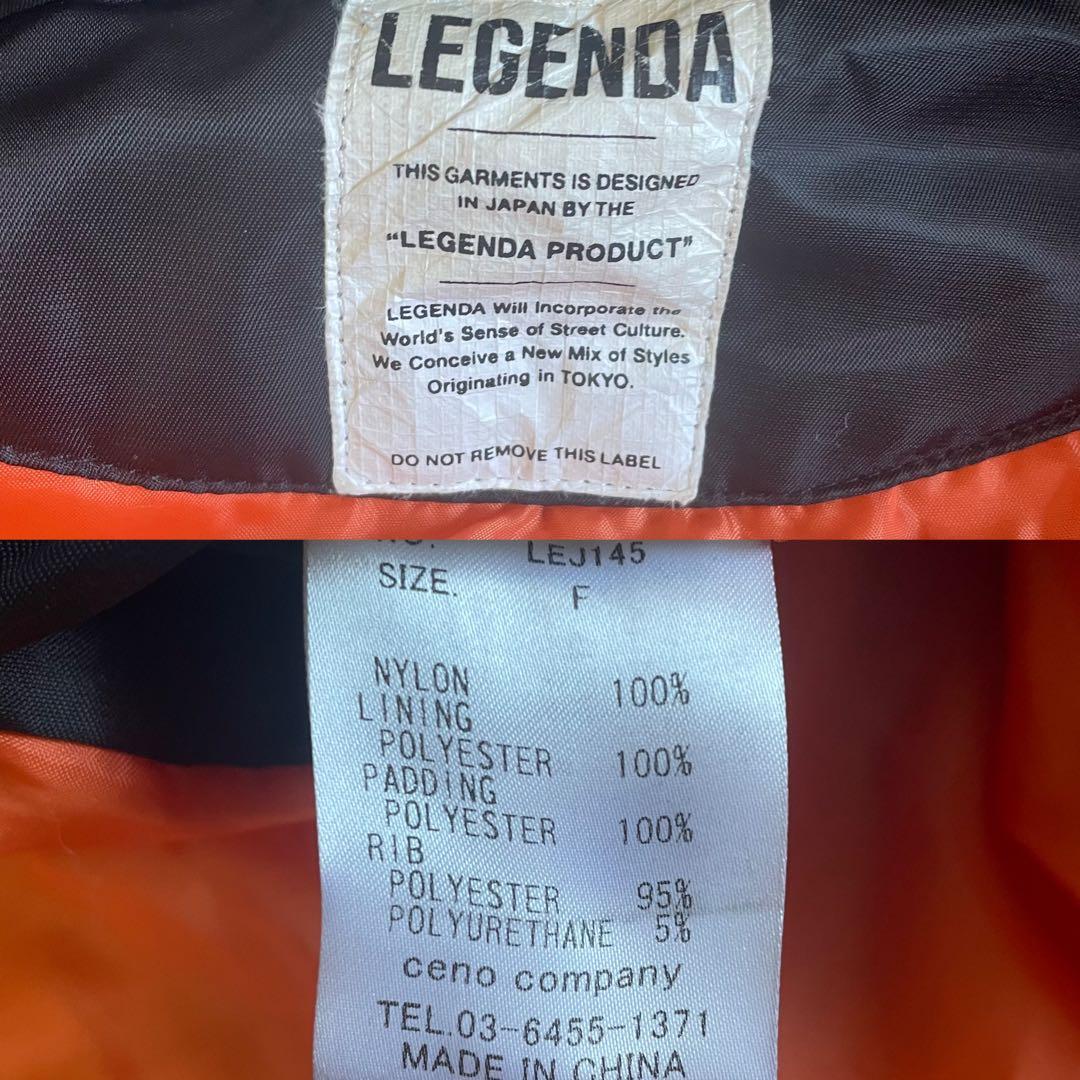 LEGENDA
THIS GARMENTS IS DESIGNED
IN JAPAN BY THE
“LEGENDA PRODUCT”
LEGENDA Will Incorporate the
World's Sense of Street Culture.
We Conceive a New Mix of Styles
Originating in TOKYO.
DO NOT REMOVE THIS LABEL
NO. LEJ145
SIZE. F
NYLON 100%
LINING
POLYESTER 100%
PADDING
POLYESTER 100%
RIB
POLYESTER 95%
POLYURETHANE 5%
ceno company
TEL.03-6455-1371
MADE IN CHINA